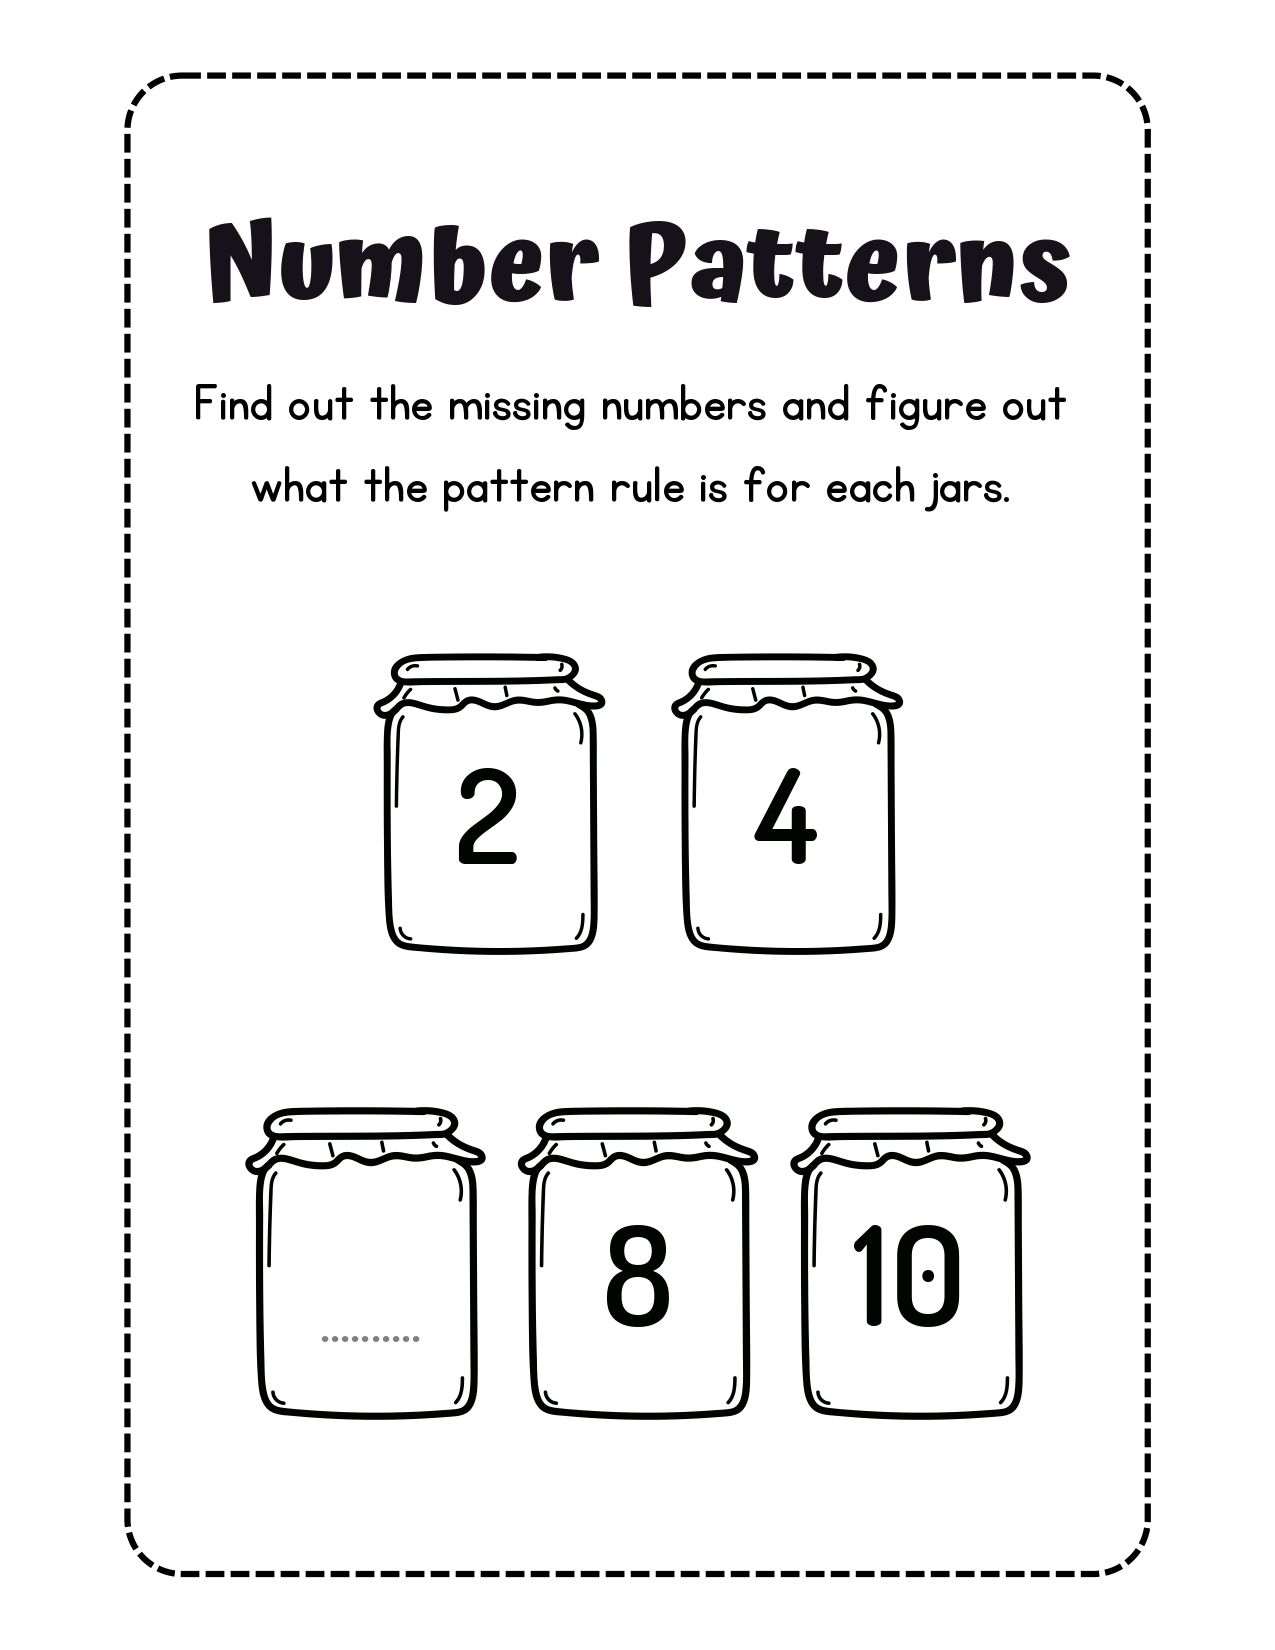 Number Patterns
Find out the missing numbers and figure out
what the pattern rule is for each jars.
2 4
.......... 8 10